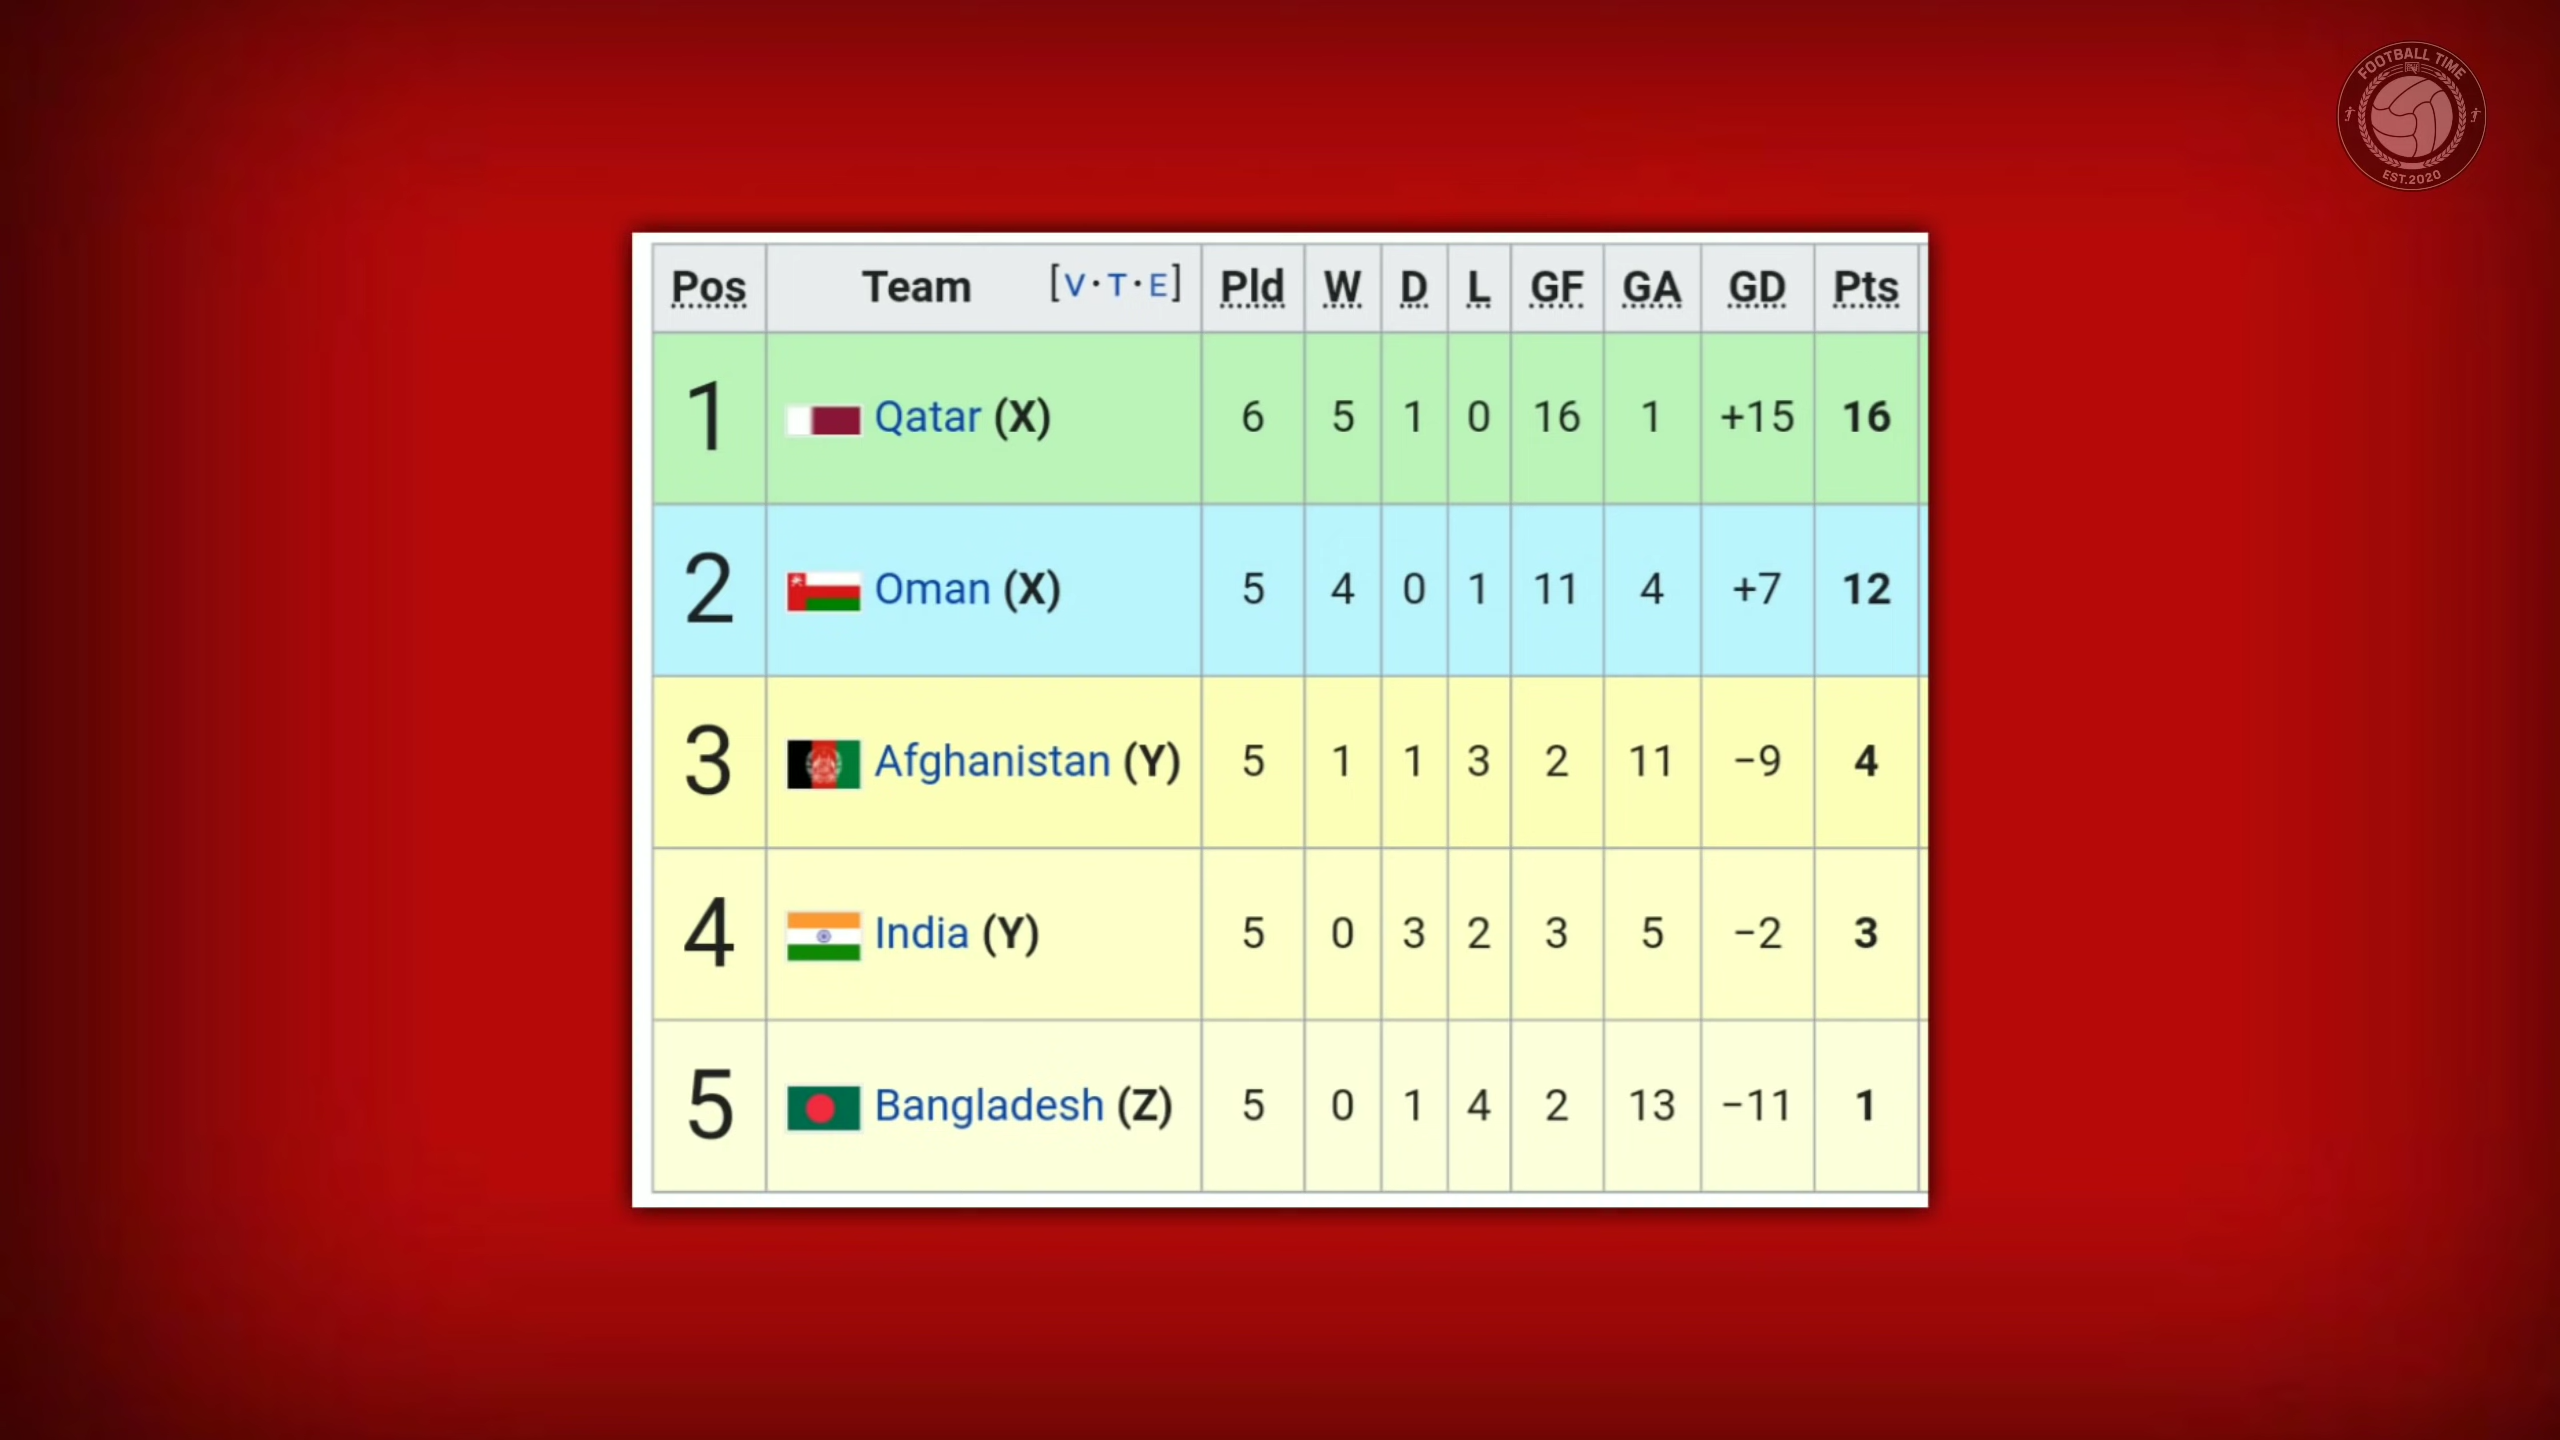 FOOTBALL TIME
EST.2020
Pos Team [V·T·E] Pld W D L GF GA GD Pts
1 Qatar (X) 6 5 1 0 16 1 +15 16
2 Oman (X) 5 4 0 1 11 4 +7 12
3 Afghanistan (Y) 5 1 1 3 2 11 −9 4
4 India (Y) 5 0 3 2 3 5 −2 3
5 Bangladesh (Z) 5 0 1 4 2 13 −11 1